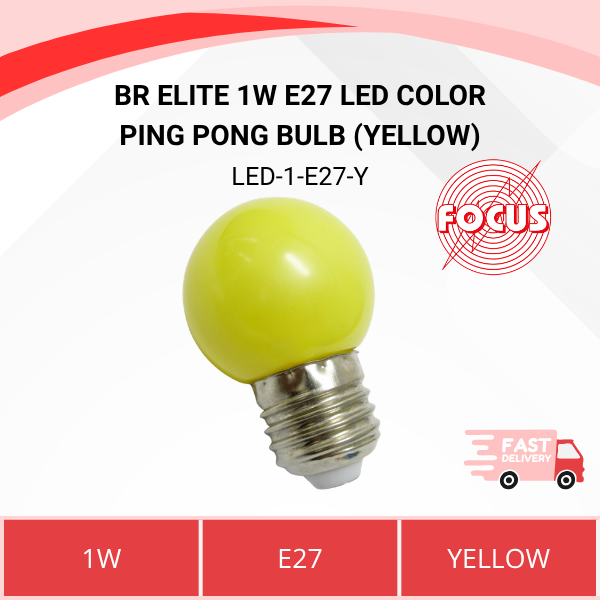 BR ELITE 1W E27 LED COLOR
PING PONG BULB (YELLOW)
LED-1-E27-Y
FOCUS
FAST
DELIVERY
1W
E27
YELLOW